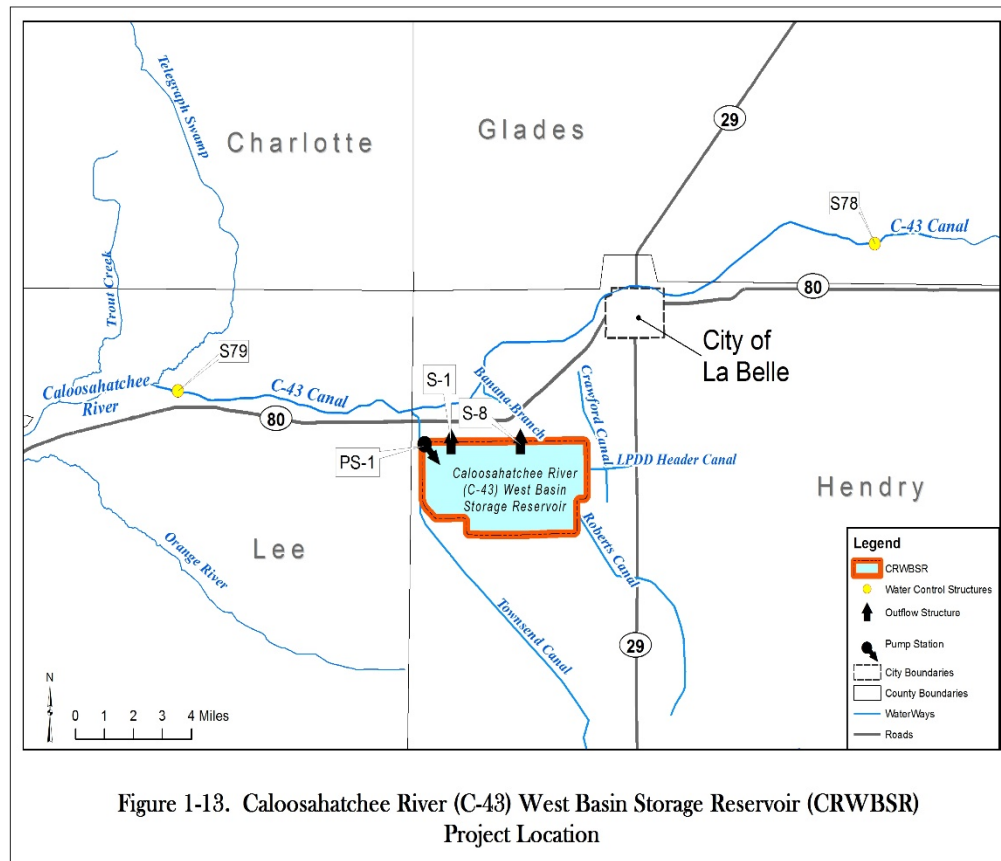 Telegraph Swamp
Charlotte
Glades
29
S78
C-43 Canal
Trout Creek
80
City of
La Belle
S79
Caloosahatchee
River
C-43 Canal
S-1
Banana Branch
Crawford Canal
80
S-8
PS-1
Caloosahatchee River
(C-43) West Basin
Storage Reservoir
LPDD Header Canal
Hendry
Lee
Orange River
Roberts Canal
Townsend Canal
29
Legend
CRWBSR
Water Control Structures
Outflow Structure
Pump Station
City Boundaries
County Boundaries
WaterWays
Roads
N
0 1 2 3 4 Miles
Figure 1-13. Caloosahatchee River (C-43) West Basin Storage Reservoir (CRWBSR)
Project Location